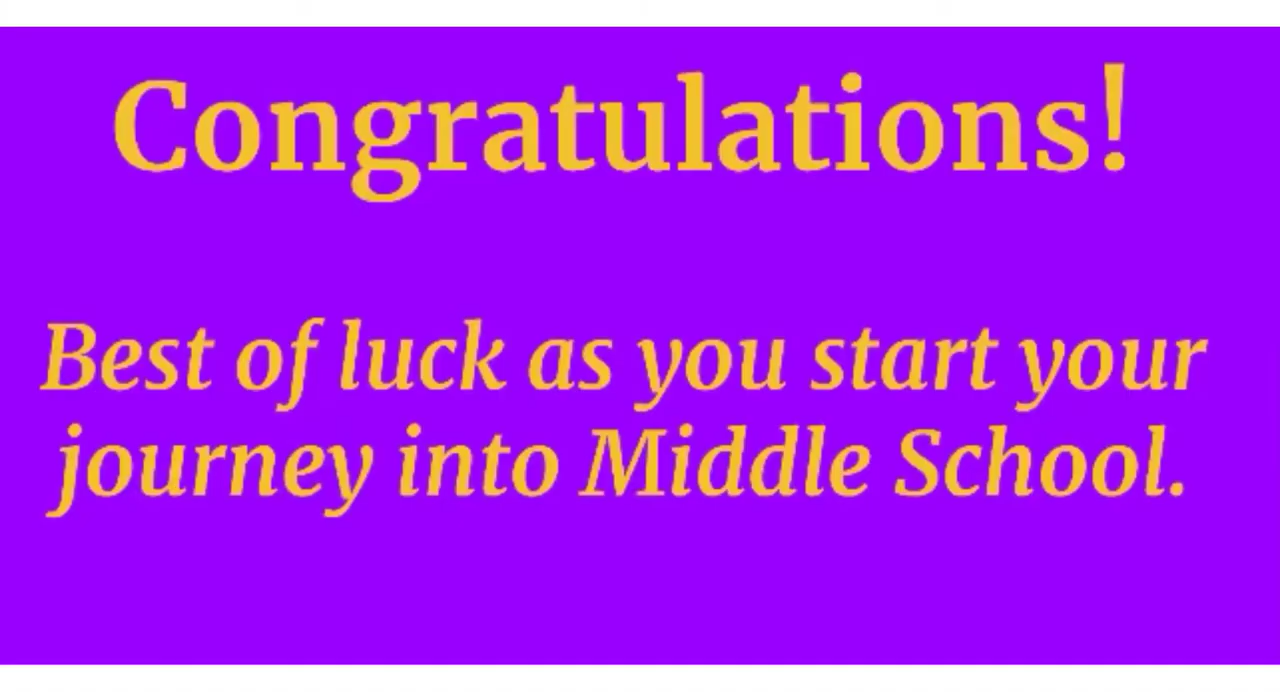 Congratulations!
Best of luck as you start your
journey into Middle School.